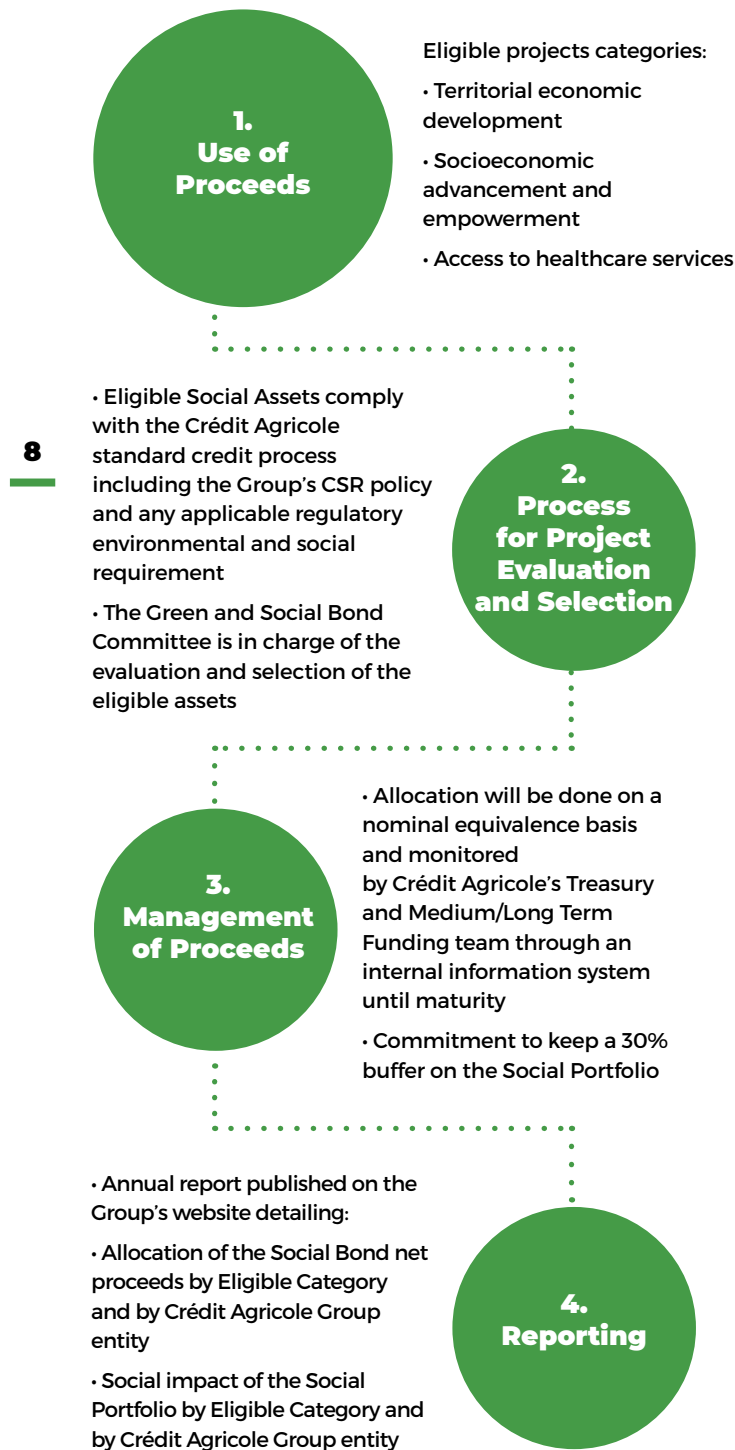 1.
Use of
Proceeds
Eligible projects categories:
• Territorial economic
development
• Socioeconomic
advancement and
empowerment
• Access to healthcare services
8
• Eligible Social Assets comply
with the Crédit Agricole
standard credit process
including the Group’s CSR policy
and any applicable regulatory
environmental and social
requirement
• The Green and Social Bond
Committee is in charge of the
evaluation and selection of the
eligible assets
2.
Process
for Project
Evaluation
and Selection
3.
Management
of Proceeds
• Allocation will be done on a
nominal equivalence basis
and monitored
by Crédit Agricole’s Treasury
and Medium/Long Term
Funding team through an
internal information system
until maturity
• Commitment to keep a 30%
buffer on the Social Portfolio
• Annual report published on the
Group’s website detailing:
• Allocation of the Social Bond net
proceeds by Eligible Category
and by Crédit Agricole Group
entity
• Social impact of the Social
Portfolio by Eligible Category and
by Crédit Agricole Group entity
4.
Reporting